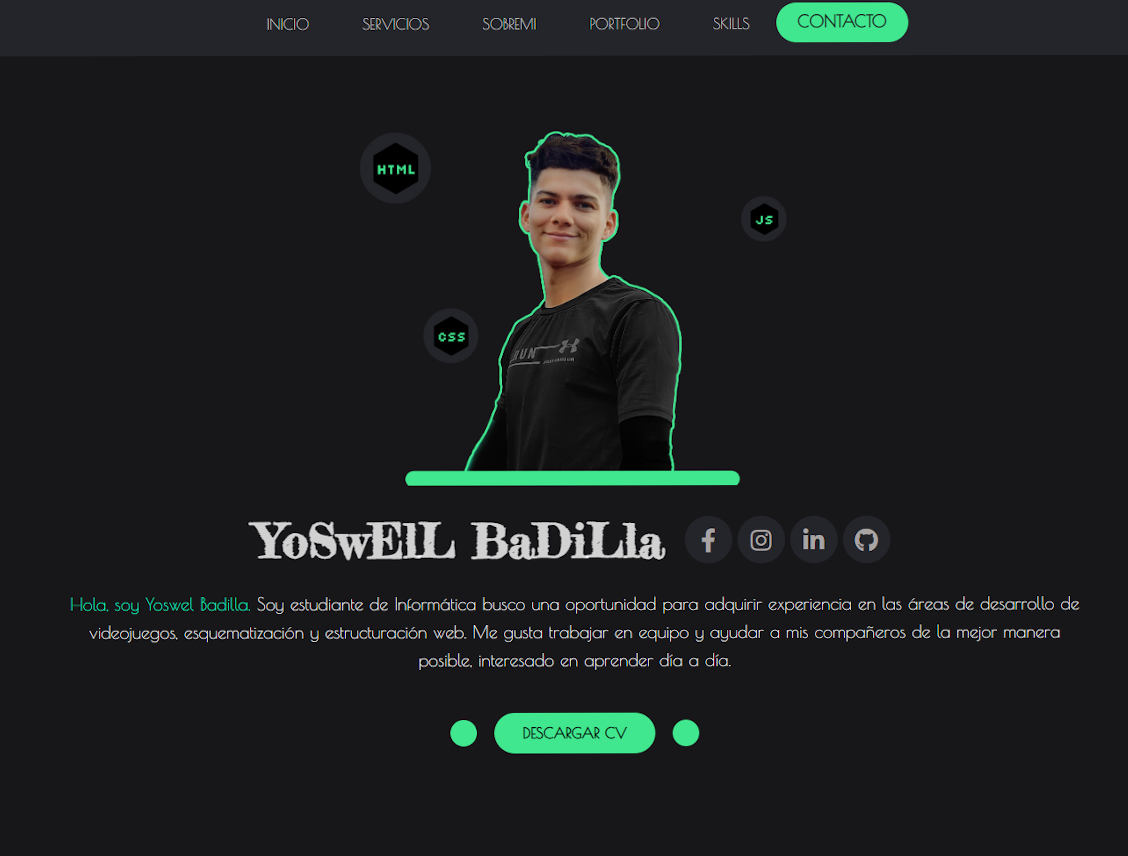 INICIO SERVICIOS SOBREMI PORTFOLIO SKILLS CONTACTO
HTML
JS
CSS
RUN
YoSwElL BaDiLla
Hola, soy Yoswel Badilla. Soy estudiante de Informática busco una oportunidad para adquirir experiencia en las áreas de desarrollo de
videojuegos, esquematización y estructuración web. Me gusta trabajar en equipo y ayudar a mis compañeros de la mejor manera
posible, interesado en aprender día a día.
DESCARGAR CV